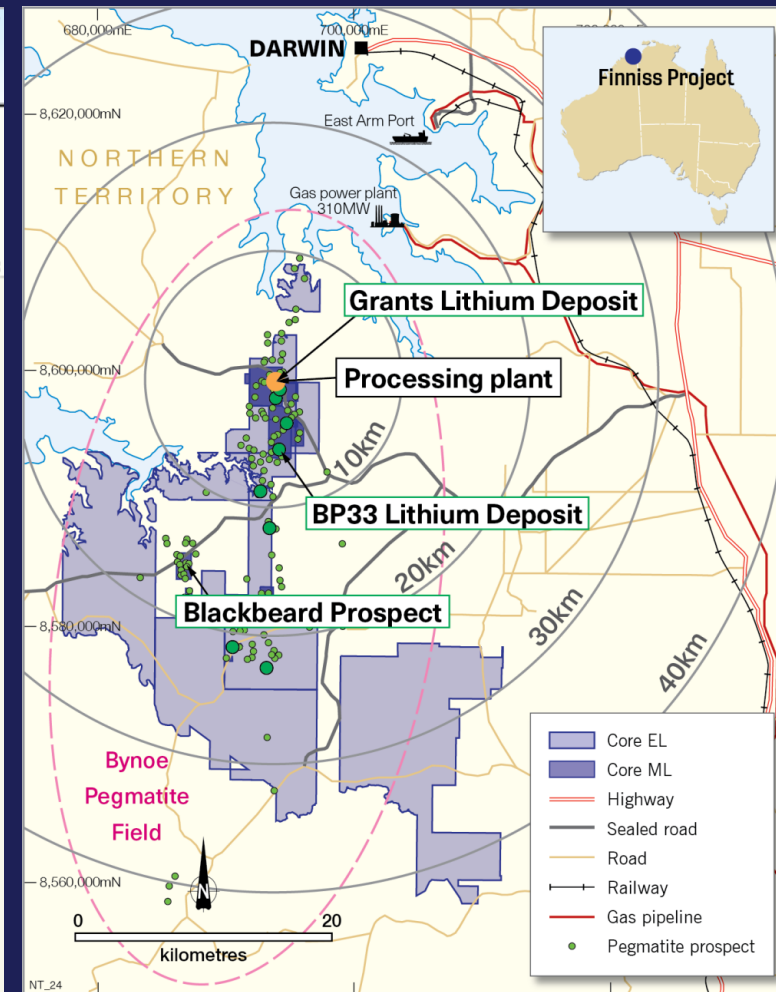 680,000mE
700,000mE
DARWIN
Finniss Project
8,620,000mN
East Arm Port
NORTHERN
TERRITORY
Gas power plant
310MW
Grants Lithium Deposit
8,600,000mN
Processing plant
10km
BP33 Lithium Deposit
20km
Blackbeard Prospect
8,580,000mN
30km
40km
Bynoe
Pegmatite
Field
Core EL
Core ML
Highway
Sealed road
Road
Railway
Gas pipeline
Pegmatite prospect
8,560,000mN
N
0
20
kilometres
NT_24